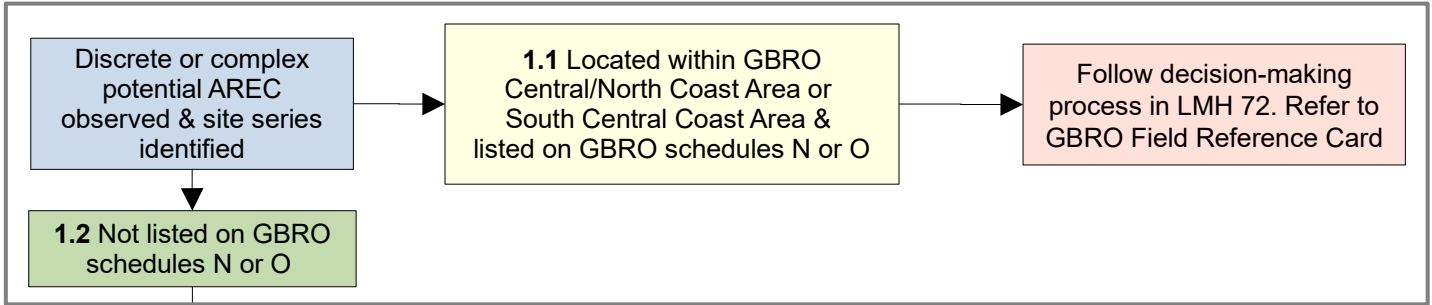 Discrete or complex
potential AREC
observed & site series
identified
1.1 Located within GBRO
Central/North Coast Area or
South Central Coast Area &
listed on GBRO schedules N or O
Follow decision-making
process in LMH 72. Refer to
GBRO Field Reference Card
1.2 Not listed on GBRO
schedules N or O